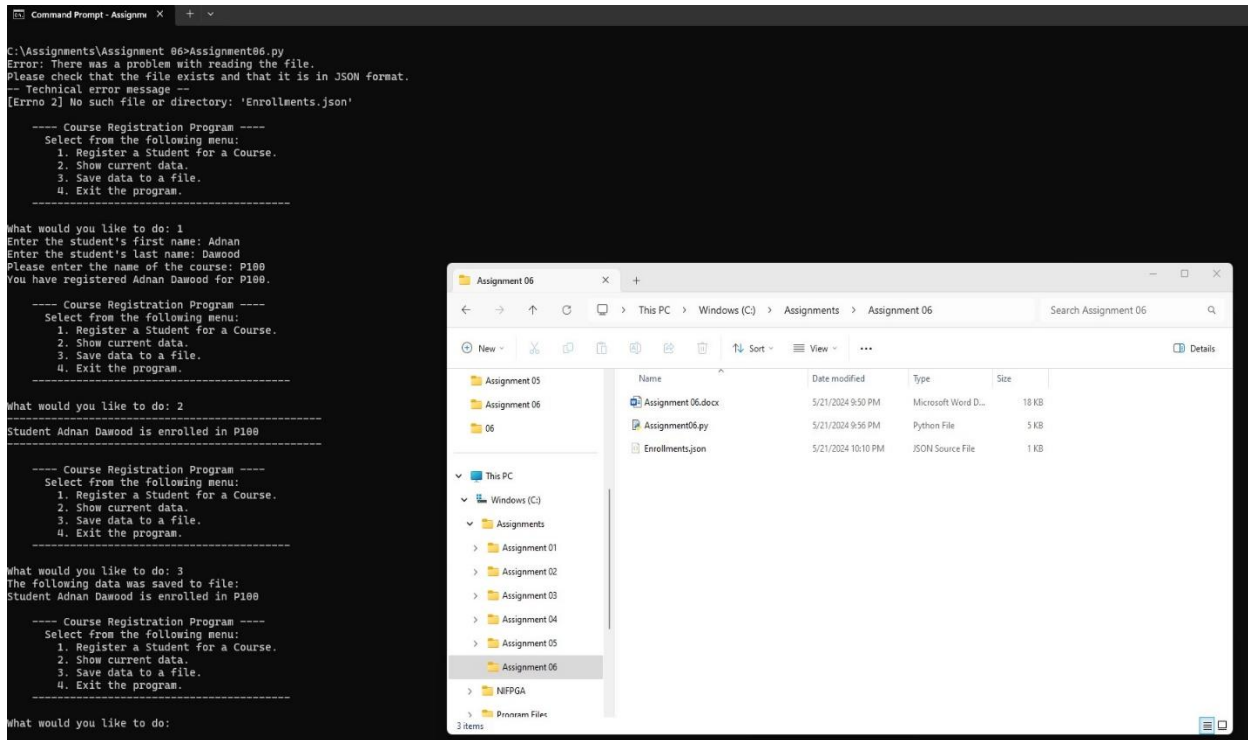 Command Prompt - Assignme
C:\Assignments\Assignment 06>Assignment06.py
Error: There was a problem with reading the file.
Please check that the file exists and that it is in JSON format.
-- Technical error message --
[Errno 2] No such file or directory: 'Enrollments.json'
---- Course Registration Program ----
Select from the following menu:
1. Register a Student for a Course.
2. Show current data.
3. Save data to a file.
4. Exit the program.
-----------------------------------------
What would you like to do: 1
Enter the student's first name: Adnan
Enter the student's last name: Dawood
Please enter the name of the course: P100
You have registered Adnan Dawood for P100.
---- Course Registration Program ----
Select from the following menu:
1. Register a Student for a Course.
2. Show current data.
3. Save data to a file.
4. Exit the program.
-----------------------------------------
What would you like to do: 2
--------------------------------------------------
Student Adnan Dawood is enrolled in P100
--------------------------------------------------
---- Course Registration Program ----
Select from the following menu:
1. Register a Student for a Course.
2. Show current data.
3. Save data to a file.
4. Exit the program.
-----------------------------------------
What would you like to do: 3
The following data was saved to file:
Student Adnan Dawood is enrolled in P100
---- Course Registration Program ----
Select from the following menu:
1. Register a Student for a Course.
2. Show current data.
3. Save data to a file.
4. Exit the program.
-----------------------------------------
What would you like to do:
Assignment 06
This PC > Windows (C:) > Assignments > Assignment 06
Search Assignment 06
New
Sort
View
Details
Assignment 05
Assignment 06
06
This PC
Windows (C:)
Assignments
Assignment 01
Assignment 02
Assignment 03
Assignment 04
Assignment 05
Assignment 06
NIFPGA
Program Files
Name Date modified Type Size
Assignment 06.docx 5/21/2024 9:50 PM Microsoft Word D... 18 KB
Assignment06.py 5/21/2024 9:56 PM Python File 5 KB
Enrollments.json 5/21/2024 10:10 PM JSON Source File 1 KB
3 items